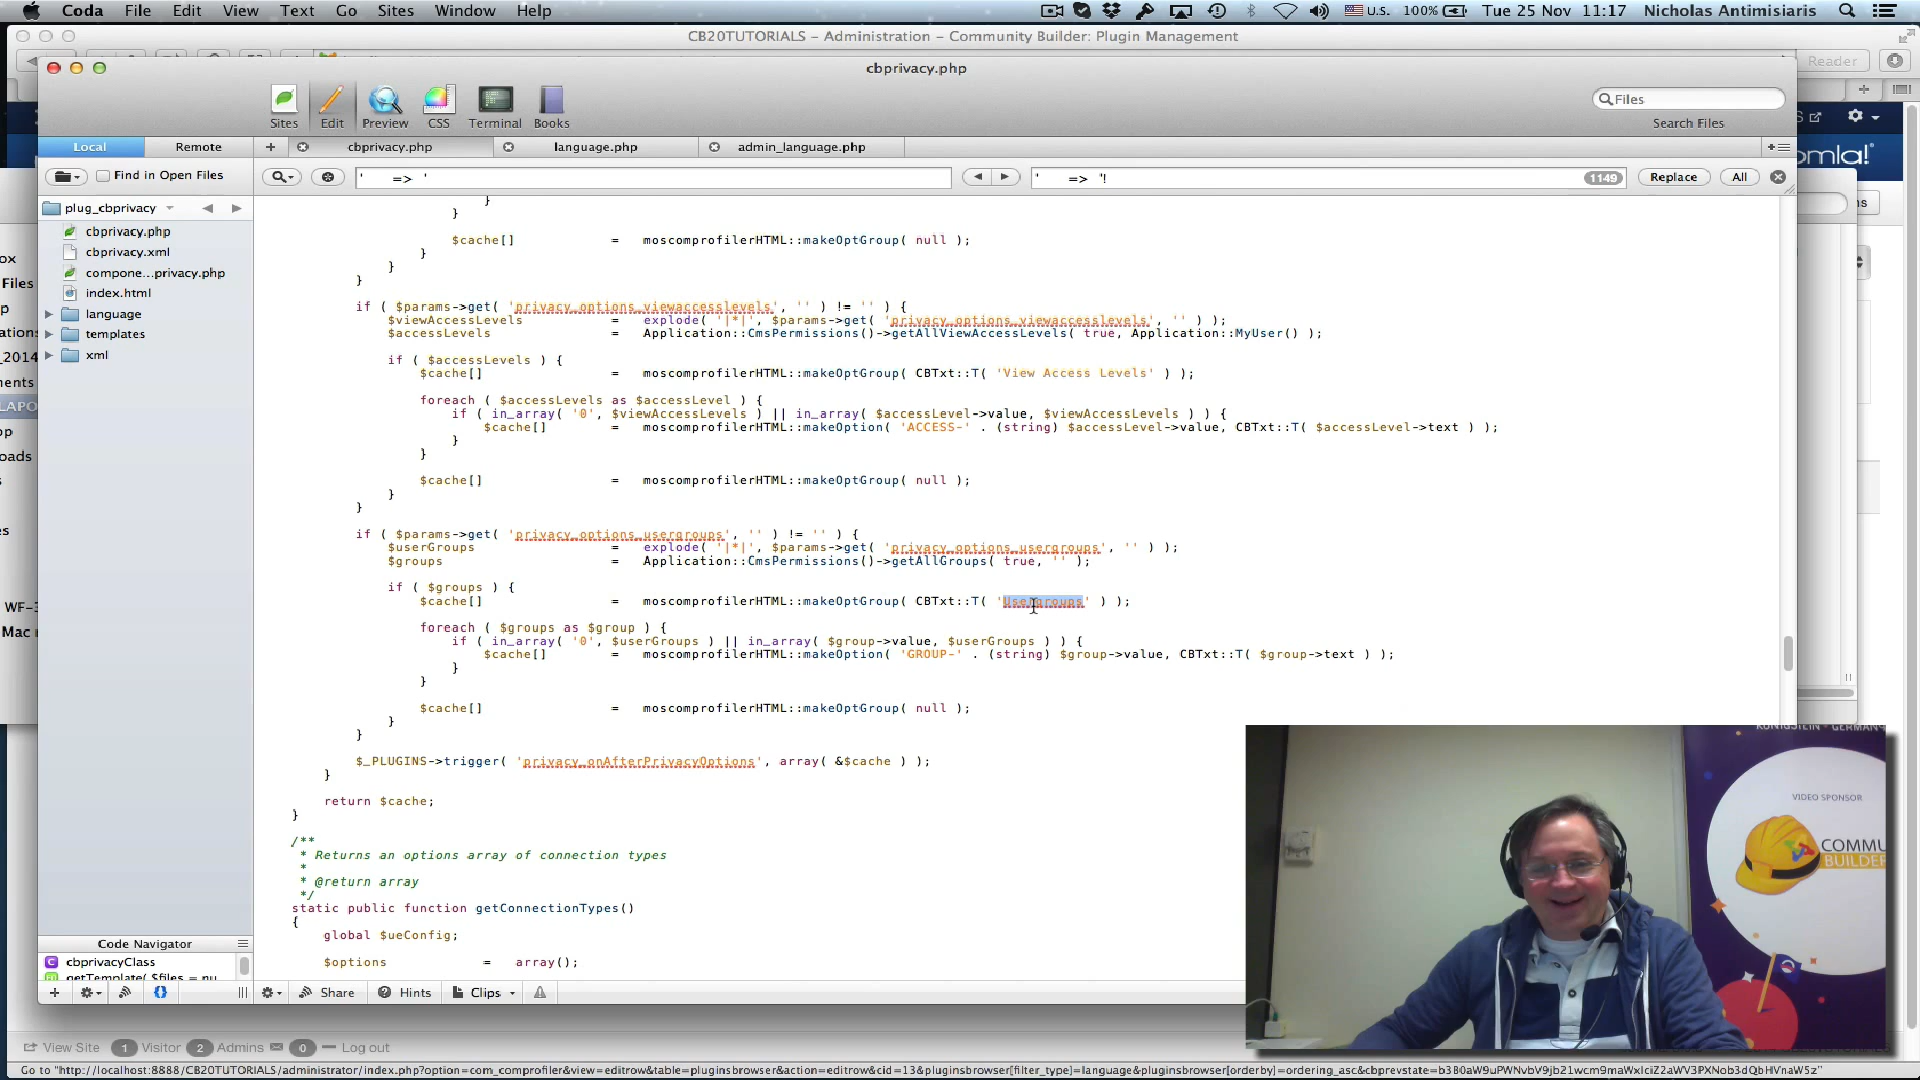 Coda File Edit View Text Go Sites Window Help U.S. 100% Tue 25 Nov 11:17 Nicholas Antimisiaris
CB20TUTORIALS - Administration - Community Builder: Plugin Management
cbprivacy.php
Reader
Sites Edit Preview CSS Terminal Books
Files
Search Files
Local Remote
cbprivacy.php language.php admin_language.php
Find in Open Files
'    => '
'    => "!
1149 Replace All
plug_cbprivacy
cbprivacy.php
cbprivacy.xml
compone...privacy.php
index.html
language
templates
xml
}
}
$cache[] = moscomprofilerHTML::makeOptGroup( null );
}
}
}
if ( $params->get( 'privacy_options_viewaccesslevels', '' ) != '' ) {
$viewAccessLevels = explode( '|*|', $params->get( 'privacy_options_viewaccesslevels', '' ) );
$accessLevels = Application::CmsPermissions()->getAllViewAccessLevels( true, Application::MyUser() );
if ( $accessLevels ) {
$cache[] = moscomprofilerHTML::makeOptGroup( CBTxt::T( 'View Access Levels' ) );
foreach ( $accessLevels as $accessLevel ) {
if ( in_array( '0', $viewAccessLevels ) || in_array( $accessLevel->value, $viewAccessLevels ) ) {
$cache[] = moscomprofilerHTML::makeOption( 'ACCESS-' . (string) $accessLevel->value, CBTxt::T( $accessLevel->text ) );
}
}
$cache[] = moscomprofilerHTML::makeOptGroup( null );
}
}
if ( $params->get( 'privacy_options_usergroups', '' ) != '' ) {
$userGroups = explode( '|*|', $params->get( 'privacy_options_usergroups', '' ) );
$groups = Application::CmsPermissions()->getAllGroups( true, '' );
if ( $groups ) {
$cache[] = moscomprofilerHTML::makeOptGroup( CBTxt::T( 'Usergroups' ) );
foreach ( $groups as $group ) {
if ( in_array( '0', $userGroups ) || in_array( $group->value, $userGroups ) ) {
$cache[] = moscomprofilerHTML::makeOption( 'GROUP-' . (string) $group->value, CBTxt::T( $group->text ) );
}
}
$cache[] = moscomprofilerHTML::makeOptGroup( null );
}
}
$_PLUGINS->trigger( 'privacy_onAfterPrivacyOptions', array( &$cache ) );
}
return $cache;
}
/**
* Returns an options array of connection types
*
* @return array
*/
static public function getConnectionTypes()
{
global $ueConfig;
$options = array();
Code Navigator
cbprivacyClass
getTemplate( $files = nu
Share Hints Clips
VIDEO SPONSOR
COMMU
BUILDER
View Site 1 Visitor 2 Admins 0 Log out